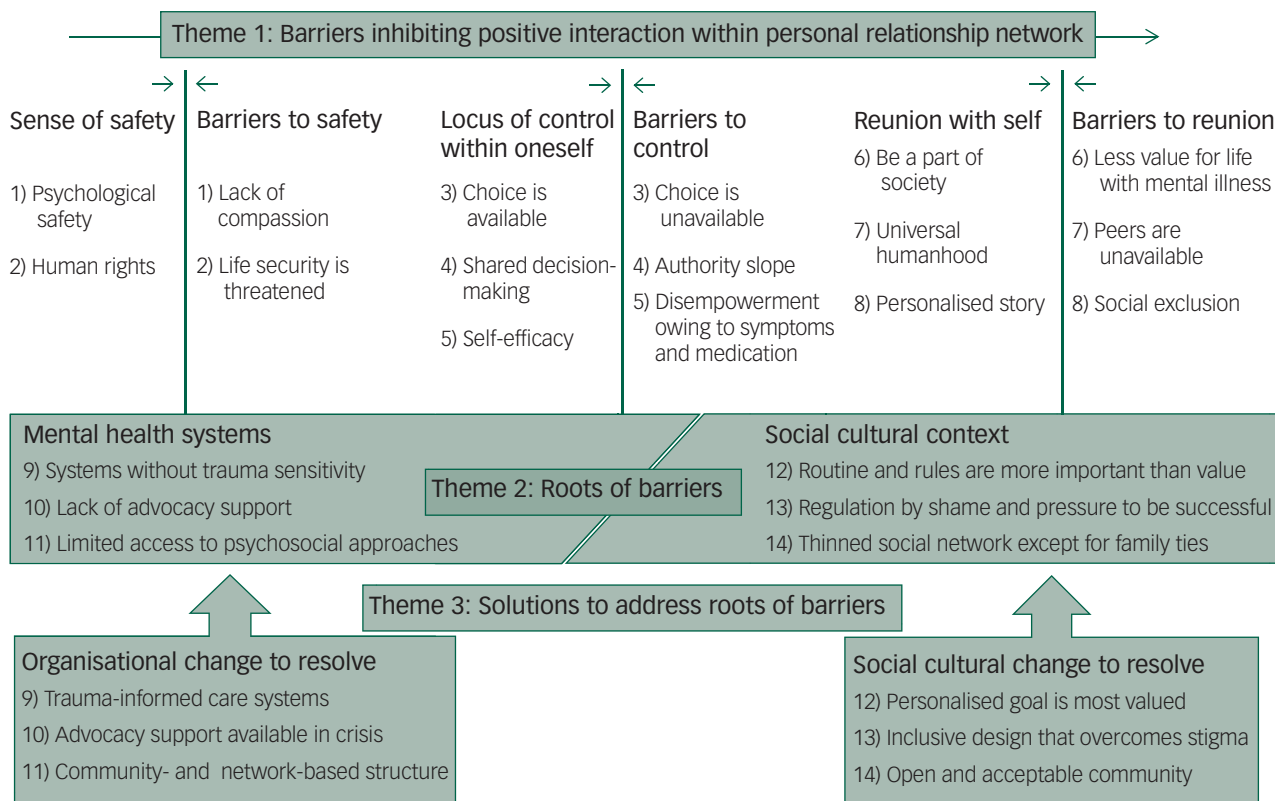 Theme 1: Barriers inhibiting positive interaction within personal relationship network
Sense of safety
1) Psychological
safety
2) Human rights
Barriers to safety
1) Lack of
compassion
2) Life security is
threatened
Locus of control
within oneself
3) Choice is
available
4) Shared decision-
making
5) Self-efficacy
Barriers to
control
3) Choice is
unavailable
4) Authority slope
5) Disempowerment
owing to symptoms
and medication
Reunion with self
6) Be a part of
society
7) Universal
humanhood
8) Personalised story
Barriers to reunion
6) Less value for life
with mental illness
7) Peers are
unavailable
8) Social exclusion
Mental health systems
9) Systems without trauma sensitivity
10) Lack of advocacy support
11) Limited access to psychosocial approaches
Theme 2: Roots of barriers
Social cultural context
12) Routine and rules are more important than value
13) Regulation by shame and pressure to be successful
14) Thinned social network except for family ties
Theme 3: Solutions to address roots of barriers
Organisational change to resolve
9) Trauma-informed care systems
10) Advocacy support available in crisis
11) Community- and network-based structure
Social cultural change to resolve
12) Personalised goal is most valued
13) Inclusive design that overcomes stigma
14) Open and acceptable community